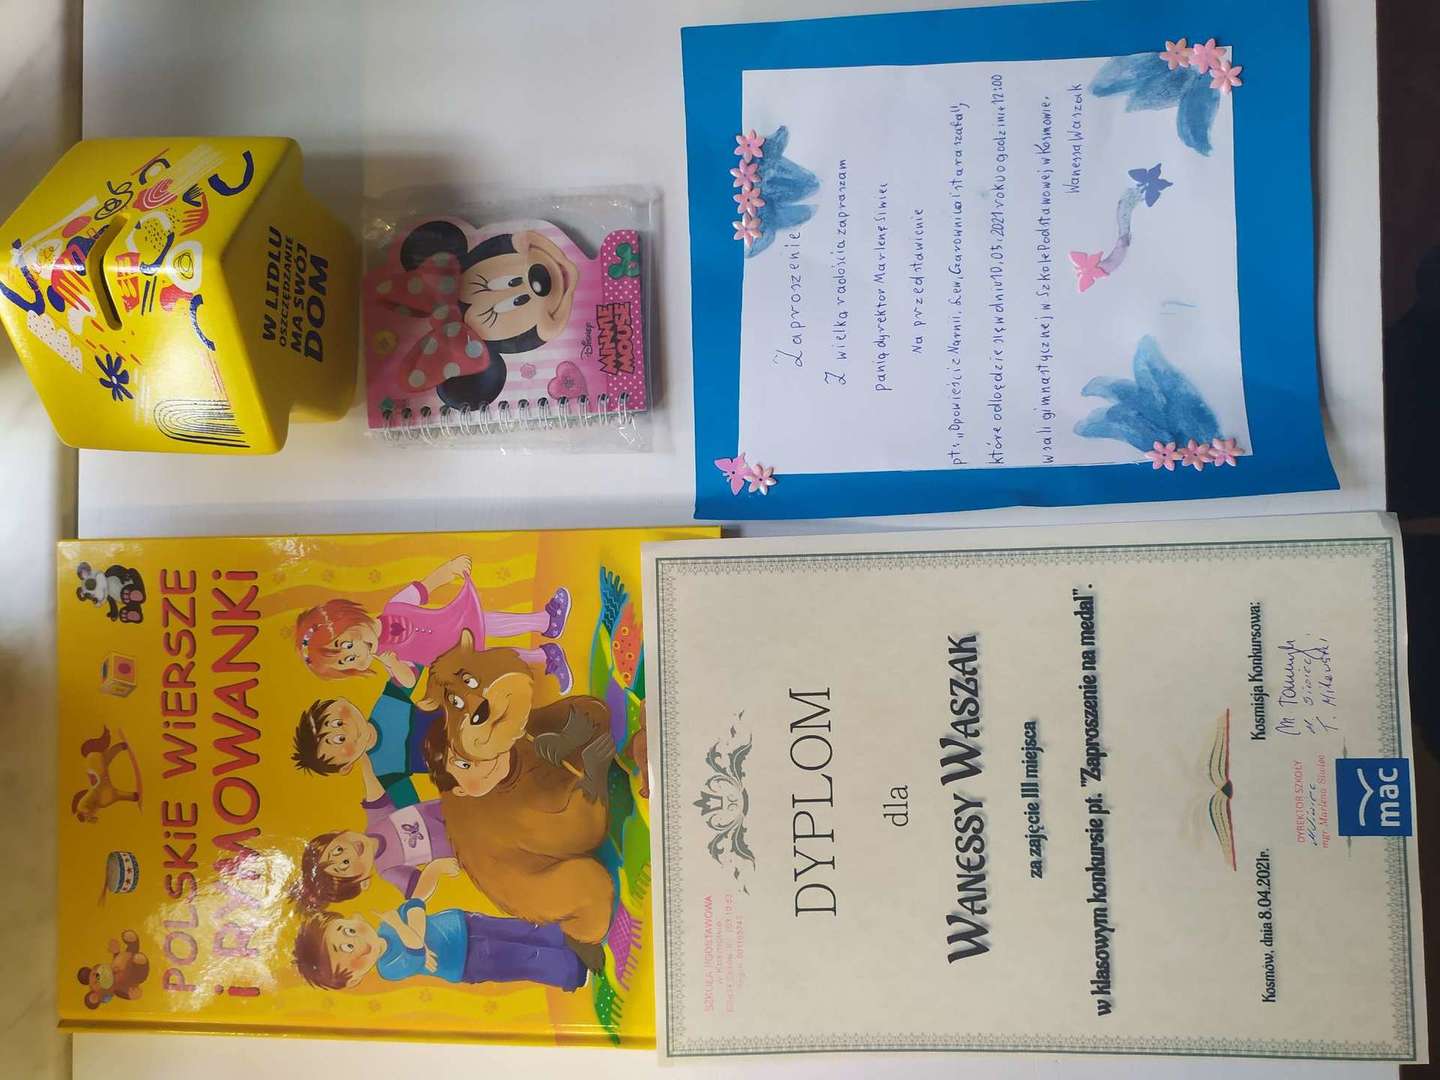 W LIDLU
OSZCZĘDZANIE
MA SWÓJ
DOM
Disney
MINNIE
MOUSE
Zaproszenie
Z wielką radością zapraszam
panią dyrektor Marlenę Siwiec
Na przedstawienie
pt. „Opowieści z Narnii. Lew, Czarownica i stara szafa",
które odbędzie się w dniu 10.05.2021 roku o godzinie 12:00
w sali gimnastycznej w Szkole Podstawowej w Kosmowie.
Wanessa Waszak
POLSKIE WIERSZE
i RYMOWANKi
SZKOŁA PODSTAWOWA
DYPLOM
dla
WANESSY WASZAK
za zajęcie III miejsca
w klasowym konkursie pt. "Zaproszenie na medal".
Kosmów, dnia 8.04.2021r.
Kosmisja Konkursowa:
DYREKTOR SZKOŁY
mgr Marlena Siwiec
mac